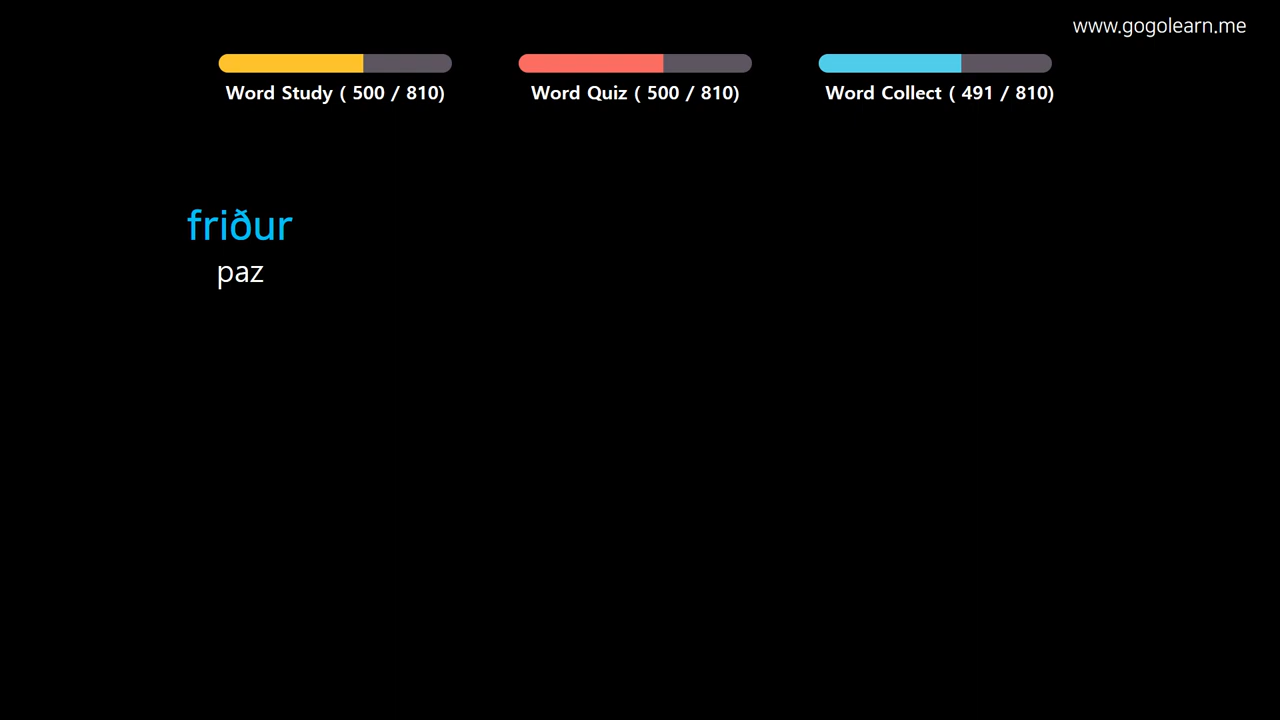 www.gogolearn.me
Word Study ( 500 / 810)
Word Quiz ( 500 / 810)
Word Collect ( 491 / 810)
friður
paz